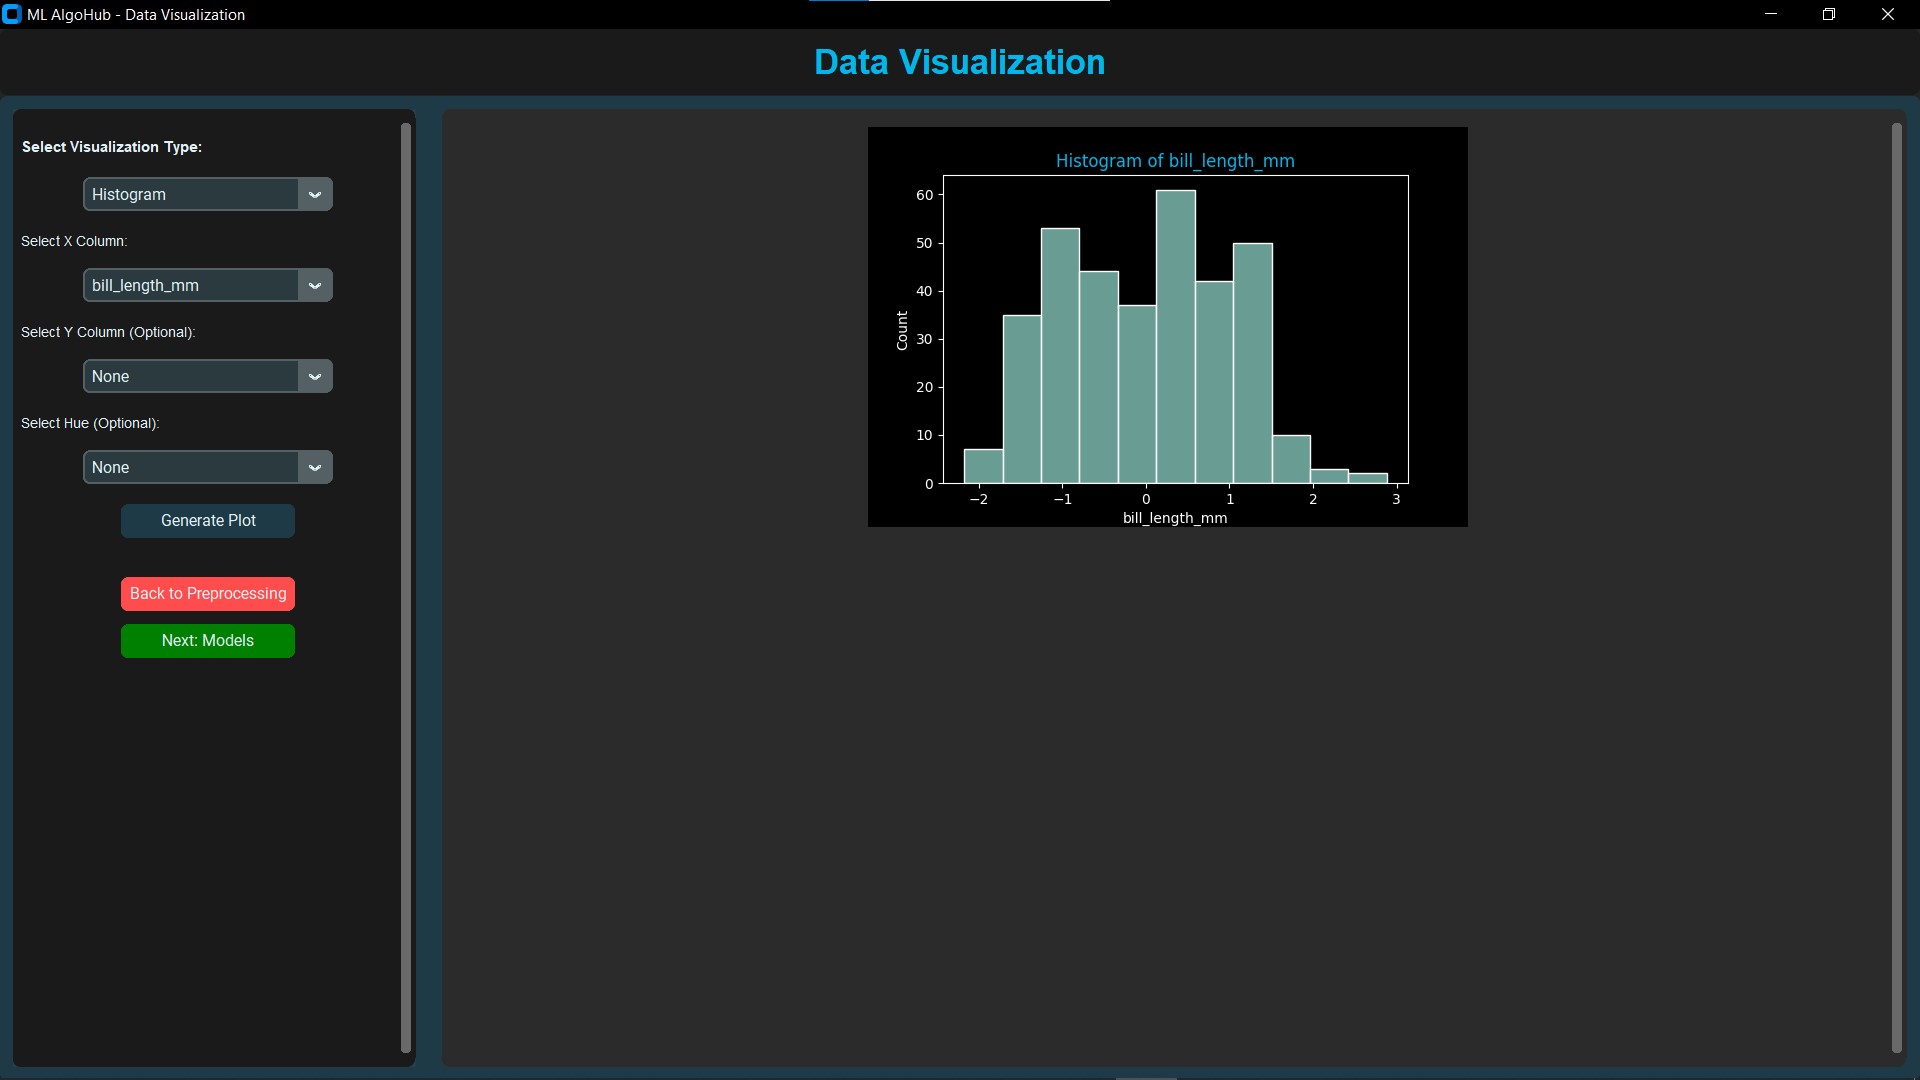 ML AlgoHub - Data Visualization
Data Visualization
Select Visualization Type:
Histogram
Select X Column:
bill_length_mm
Select Y Column (Optional):
None
Select Hue (Optional):
None
Generate Plot
Back to Preprocessing
Next: Models
Histogram of bill_length_mm
60
50
40
30
20
10
0
Count
−2 −1 0 1 2 3
bill_length_mm